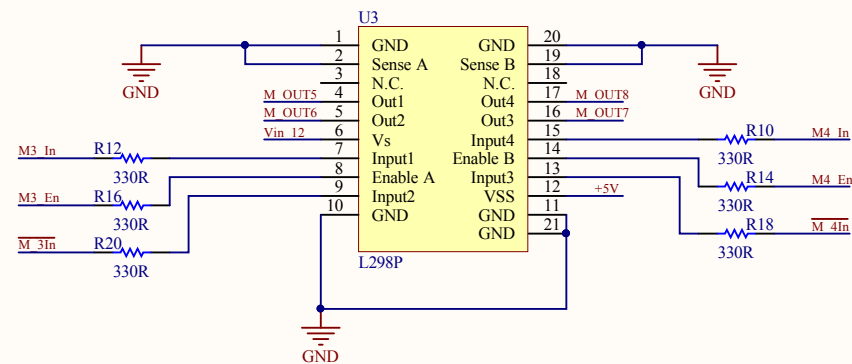 U3
1 GND GND 20
2 Sense A Sense B 19
3 N.C. N.C. 18
M_OUT5 4 Out1 Out4 17 M_OUT8
M_OUT6 5 Out2 Out3 16 M_OUT7
Vin_12 6 Vs Input4 15 R10 M4_In
M3_In R12 7 Input1 Enable B 14 330R
330R 8 Enable A Input3 13 R14 M4_En
M3_En R16 9 Input2 VSS 12 +5V 330R
330R 10 GND GND 11
M_3In R20 GND 21 R18 M_4In
330R 330R
L298P
GND
GND
GND